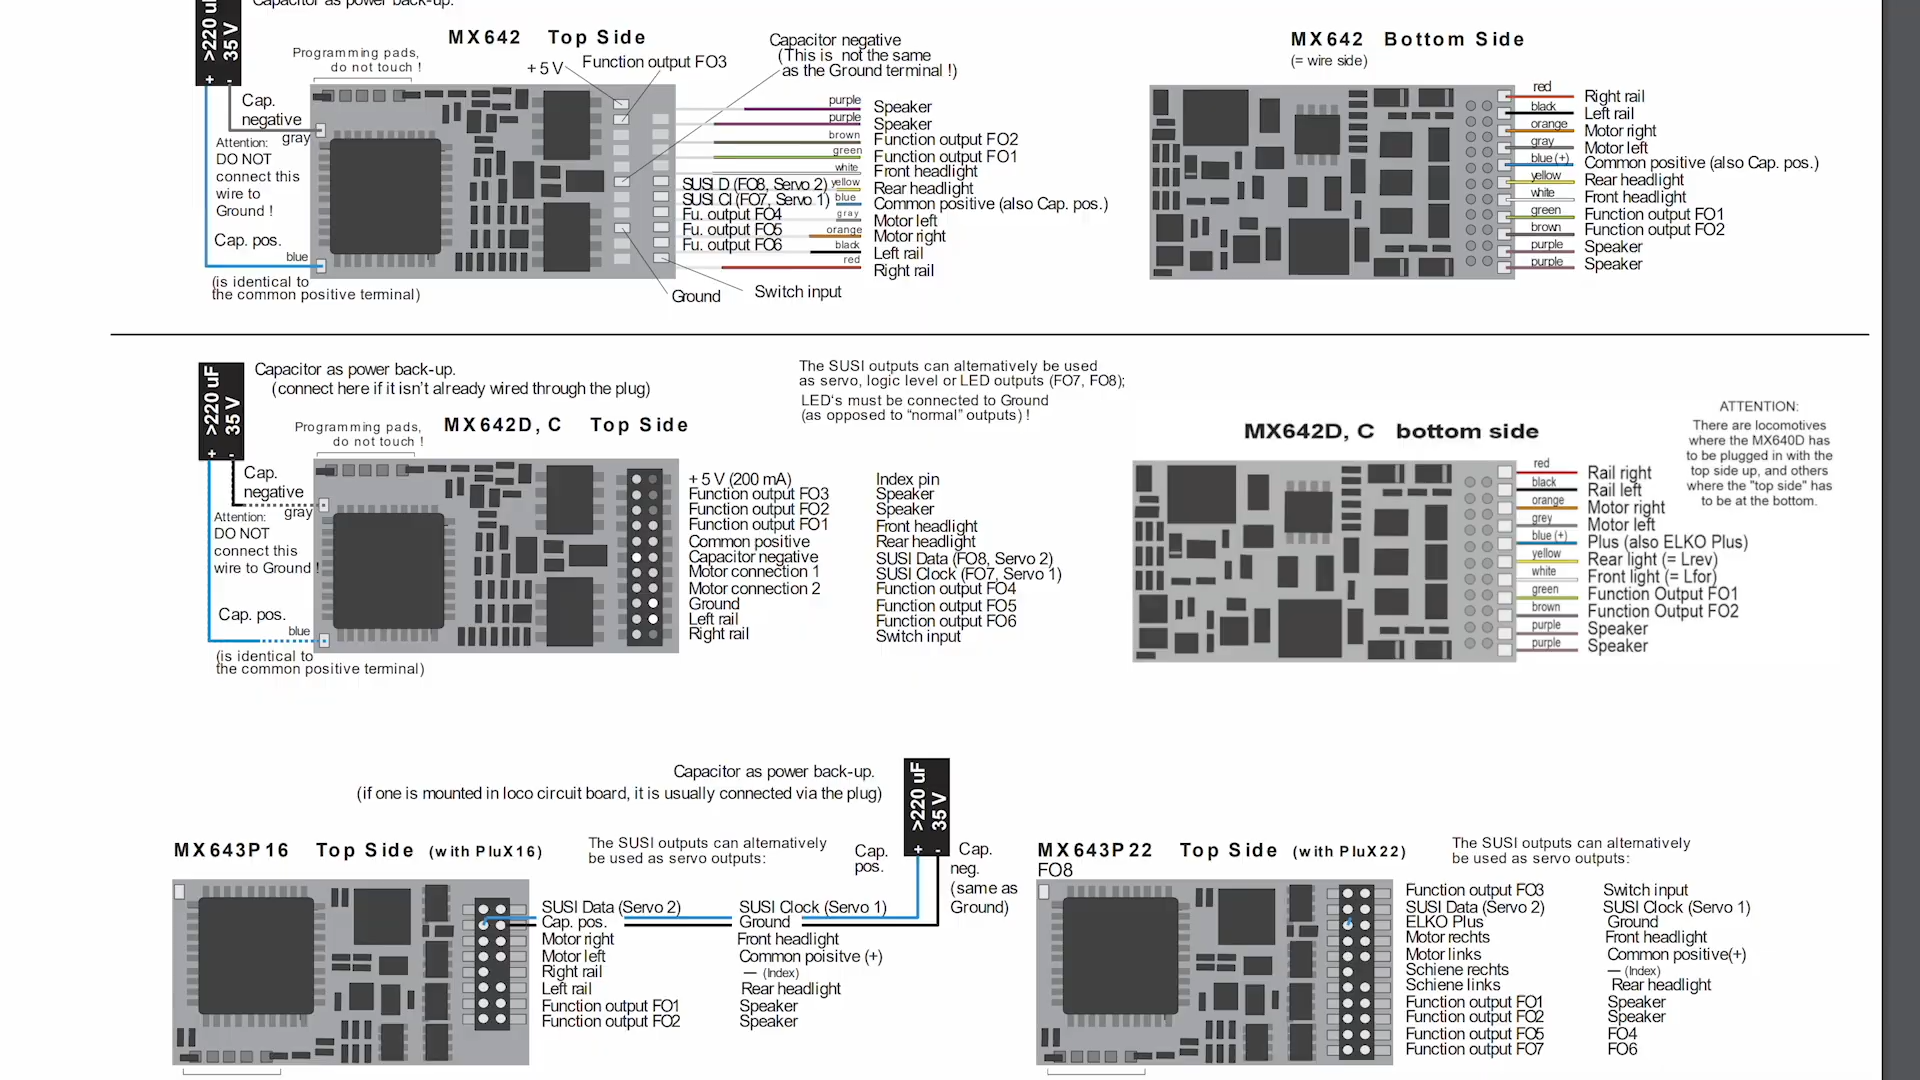 Capacitor as power back-up.
>220 uF
35 V
+ -
MX642 Top Side
Programming pads,
do not touch !
+ 5 V
Function output FO3
Capacitor negative
(This is not the same
as the Ground terminal !)
Cap.
negative
gray
Attention:
DO NOT
connect this
wire to
Ground !
Cap. pos.
blue
(is identical to
the common positive terminal)
purple Speaker
purple Speaker
brown Function output FO2
green Function output FO1
white Front headlight
SUSI D (FO8, Servo 2) yellow Rear headlight
SUSI Cl (FO7, Servo 1) blue Common positive (also Cap. pos.)
Fu. output FO4 gray Motor left
Fu. output FO5 orange Motor right
Fu. output FO6 black Left rail
red Right rail
Ground
Switch input
MX642 Bottom Side
(= wire side)
red Right rail
black Left rail
orange Motor right
gray Motor left
blue (+) Common positive (also Cap. pos.)
yellow Rear headlight
white Front headlight
green Function output FO1
brown Function output FO2
purple Speaker
purple Speaker
>220 uF
35 V
+ -
Capacitor as power back-up.
(connect here if it isn't already wired through the plug)
The SUSI outputs can alternatively be used
as servo, logic level or LED outputs (FO7, FO8);
LED's must be connected to Ground
(as opposed to “normal” outputs) !
MX642D, C Top Side
Programming pads,
do not touch !
Cap.
negative
gray
Attention:
DO NOT
connect this
wire to Ground !
Cap. pos.
blue
(is identical to
the common positive terminal)
+ 5 V (200 mA) Index pin
Function output FO3 Speaker
Function output FO2 Speaker
Function output FO1 Front headlight
Common positive Rear headlight
Capacitor negative SUSI Data (FO8, Servo 2)
Motor connection 1 SUSI Clock (FO7, Servo 1)
Motor connection 2 Function output FO4
Ground Function output FO5
Left rail Function output FO6
Right rail Switch input
MX642D, C bottom side
ATTENTION:
There are locomotives
where the MX640D has
to be plugged in with the
top side up, and others
where the "top side" has
to be at the bottom.
red Rail right
black Rail left
orange Motor right
grey Motor left
blue (+) Plus (also ELKO Plus)
yellow Rear light (= Lrev)
white Front light (= Lfor)
green Function Output FO1
brown Function Output FO2
purple Speaker
purple Speaker
Capacitor as power back-up.
(if one is mounted in loco circuit board, it is usually connected via the plug)
>220 uF
35 V
+ -
Cap.
pos.
Cap.
neg.
(same as
Ground)
MX643P16 Top Side (with PluX16)
The SUSI outputs can alternatively
be used as servo outputs:
SUSI Data (Servo 2) SUSI Clock (Servo 1)
Cap. pos. Ground
Motor right Front headlight
Motor left Common poisitve (+)
Right rail — (Index)
Left rail Rear headlight
Function output FO1 Speaker
Function output FO2 Speaker
MX643P22 Top Side (with PluX22)
FO8
The SUSI outputs can alternatively
be used as servo outputs:
Function output FO3 Switch input
SUSI Data (Servo 2) SUSI Clock (Servo 1)
ELKO Plus Ground
Motor rechts Front headlight
Motor links Common positive(+)
Schiene rechts — (Index)
Schiene links Rear headlight
Function output FO1 Speaker
Function output FO2 Speaker
Function output FO5 FO4
Function output FO7 FO6